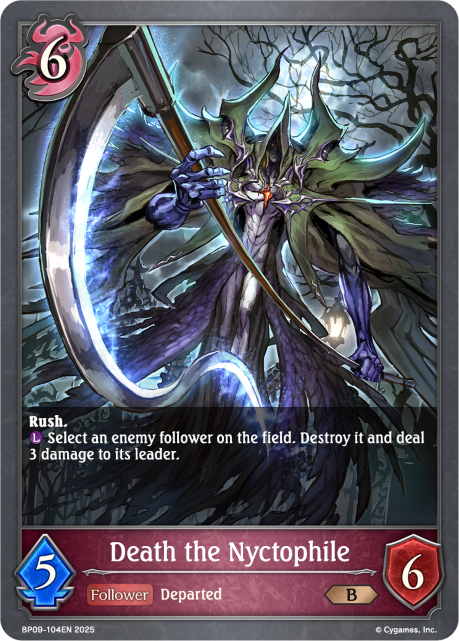 6
Rush.
L Select an enemy follower on the field. Destroy it and deal
3 damage to its leader.
Death the Nyctophile
5
Follower Departed
B
6
BP09-104EN 2025
© Cygames, Inc.